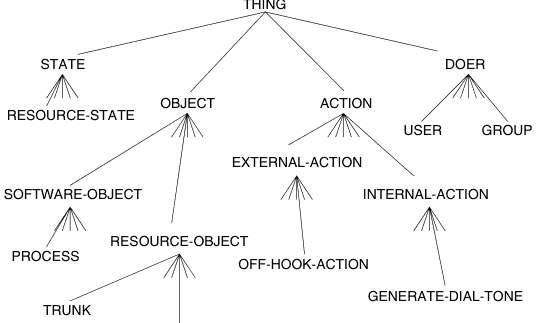 THING
STATE
DOER
OBJECT
ACTION
RESOURCE-STATE
USER
GROUP
EXTERNAL-ACTION
SOFTWARE-OBJECT
INTERNAL-ACTION
RESOURCE-OBJECT
PROCESS
OFF-HOOK-ACTION
GENERATE-DIAL-TONE
TRUNK